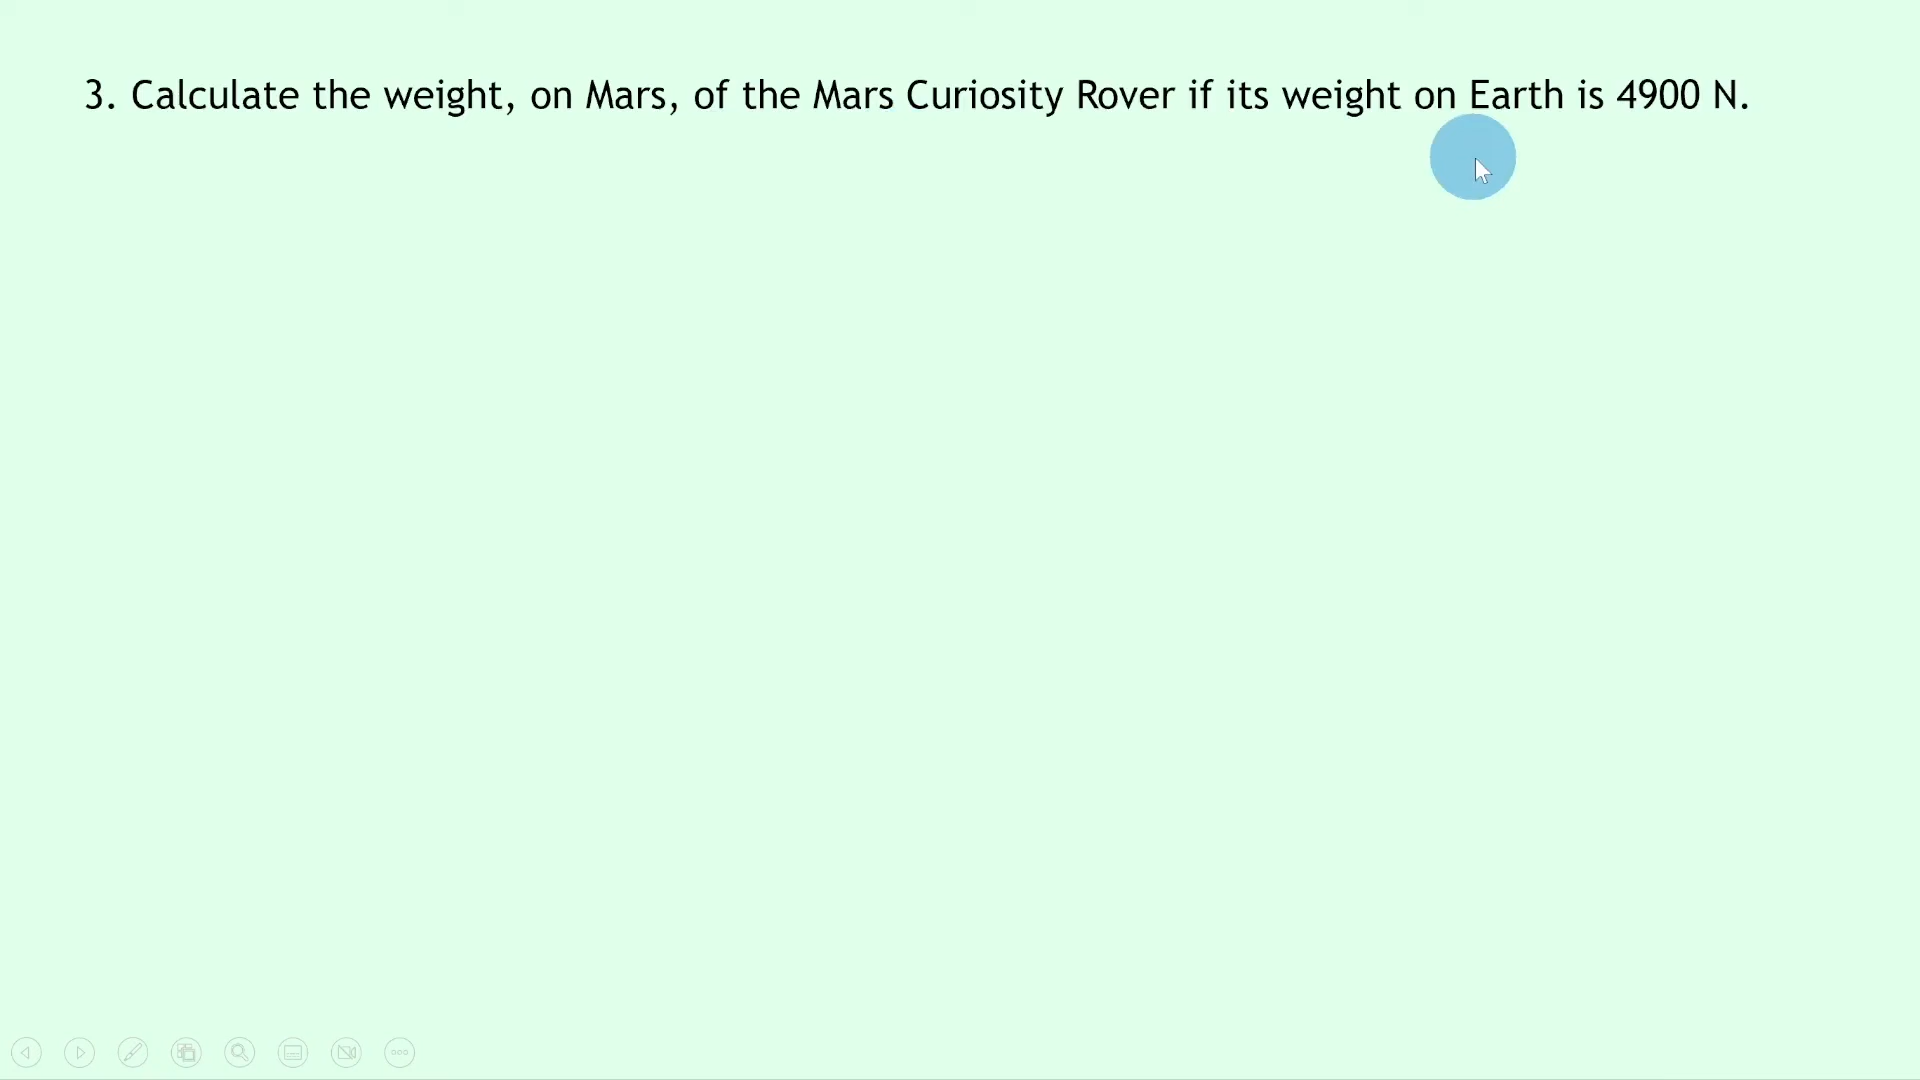 3. Calculate the weight, on Mars, of the Mars Curiosity Rover if its weight on Earth is 4900 N.